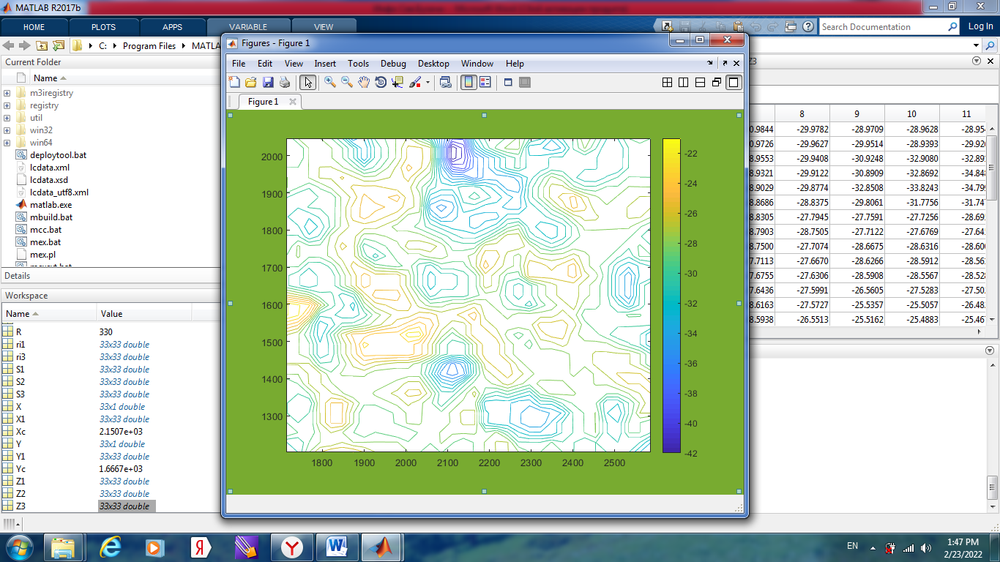 MATLAB R2017b
HOME PLOTS APPS VARIABLE VIEW Search Documentation Log In
C: Program Files MATLA
Current Folder
Name
m3iregistry
registry
util
win32
win64
deploytool.bat
lcdata.xml
lcdata.xsd
lcdata_utf8.xml
matlab.exe
mbuild.bat
mcc.bat
mex.bat
mex.pl
Details
Workspace
Name Value
R 330
ri1 33x33 double
ri3 33x33 double
S1 33x33 double
S2 33x33 double
S3 33x33 double
X 33x1 double
X1 33x33 double
Xc 2.1507e+03
Y 33x1 double
Y1 33x33 double
Yc 1.6667e+03
Z1 33x33 double
Z2 33x33 double
Z3 33x33 double
Figures - Figure 1
File Edit View Insert Tools Debug Desktop Window Help
Figure 1
2000
1900
1800
1700
1600
1500
1400
1300
1800 1900 2000 2100 2200 2300 2400 2500
-22
-24
-26
-28
-30
-32
-34
-36
-38
-40
-42
Z3
8 9 10 11
0.9844 -29.9782 -28.9709 -28.9628 -28.954
0.9726 -29.9627 -29.9514 -28.9393 -29.926
8.9553 -29.9408 -30.9248 -32.9080 -32.89
8.9321 -29.9122 -30.8909 -32.8692 -34.848
8.9029 -29.8774 -32.8508 -33.8243 -34.799
8.8686 -28.8375 -29.8061 -31.7756 -31.747
8.8305 -27.7945 -27.7591 -27.7256 -28.69
8.7903 -28.7505 -27.7122 -27.6769 -27.64
8.7500 -27.7074 -28.6675 -28.6316 -28.600
8.7113 -27.6670 -28.6266 -28.5912 -28.56
7.6755 -27.6306 -28.5908 -28.5567 -28.528
7.6436 -27.5991 -26.5605 -27.5283 -27.50
8.6163 -27.5727 -25.5357 -25.5057 -26.48
8.5938 -26.5513 -25.5162 -25.4883 -25.467
EN
1:47 PM
2/23/2022